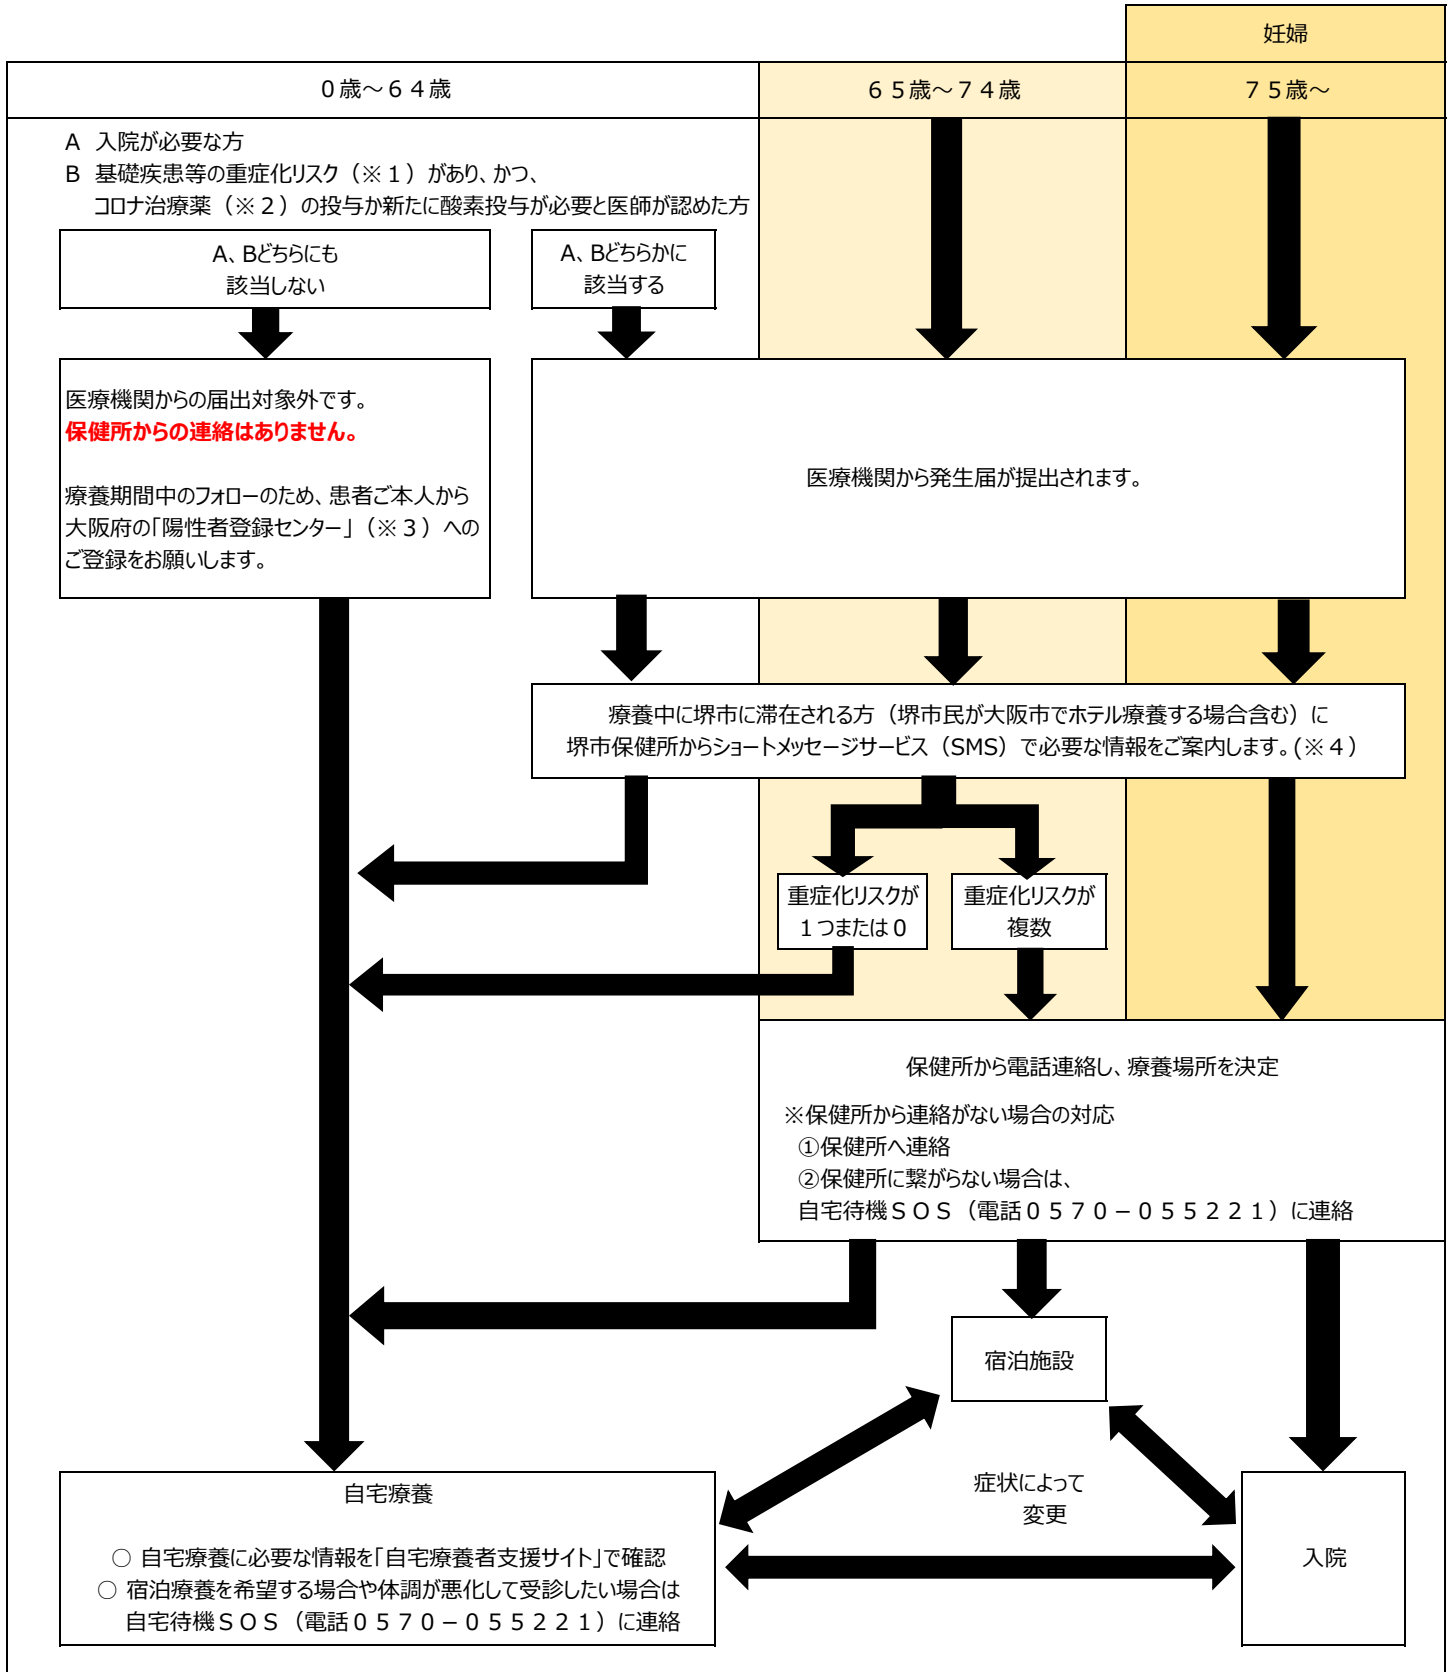 妊婦
0歳～64歳
65歳～74歳
75歳～
A 入院が必要な方
B 基礎疾患等の重症化リスク（※1）があり、かつ、
コロナ治療薬（※2）の投与か新たに酸素投与が必要と医師が認めた方
A、Bどちらにも
該当しない
A、Bどちらかに
該当する
医療機関からの届出対象外です。
保健所からの連絡はありません。
療養期間中のフォローのため、患者ご本人から
大阪府の「陽性者登録センター」（※3）への
ご登録をお願いします。
医療機関から発生届が提出されます。
療養中に堺市に滞在される方（堺市民が大阪市でホテル療養する場合含む）に
堺市保健所からショートメッセージサービス（SMS）で必要な情報をご案内します。(※4）
重症化リスクが
1つまたは0
重症化リスクが
複数
保健所から電話連絡し、療養場所を決定
※保健所から連絡がない場合の対応
①保健所へ連絡
②保健所に繋がらない場合は、
自宅待機SOS（電話0570－055221）に連絡
宿泊施設
症状によって
変更
自宅療養
○ 自宅療養に必要な情報を「自宅療養者支援サイト」で確認
○ 宿泊療養を希望する場合や体調が悪化して受診したい場合は
自宅待機SOS（電話0570－055221）に連絡
入院